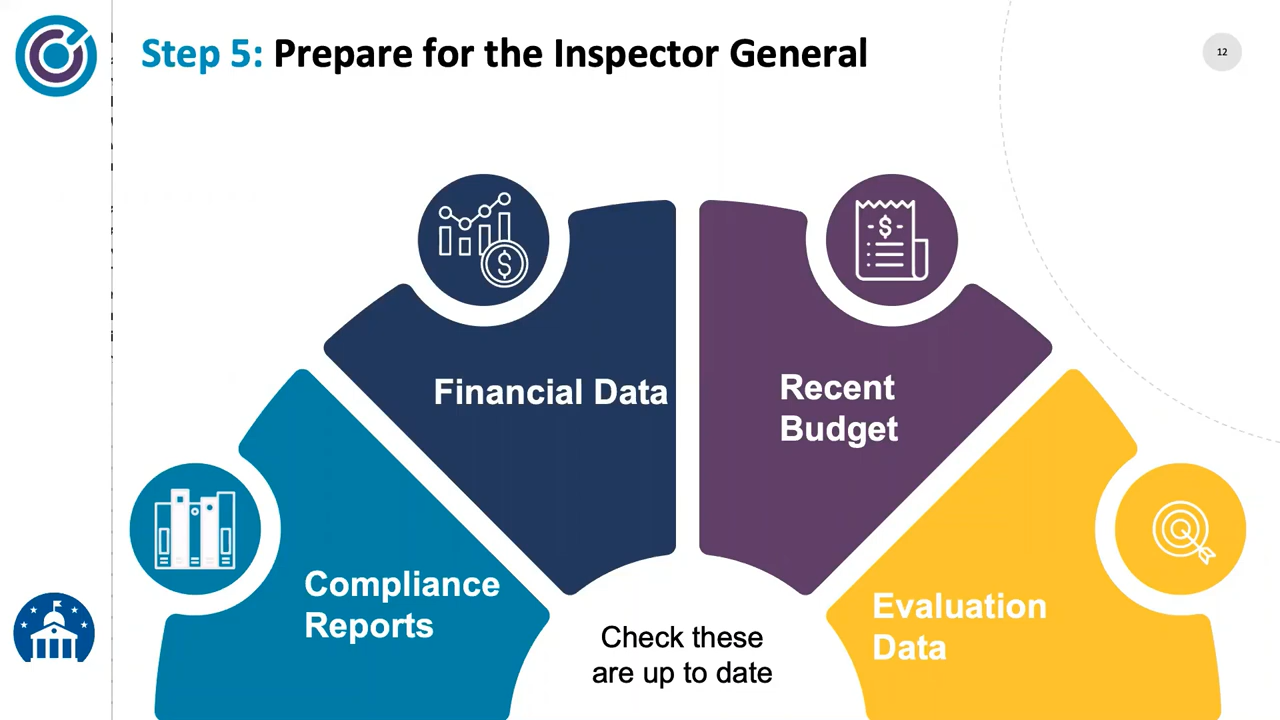 Step 5: Prepare for the Inspector General
12
Financial Data
Recent
Budget
Compliance
Reports
Evaluation
Data
Check these
are up to date